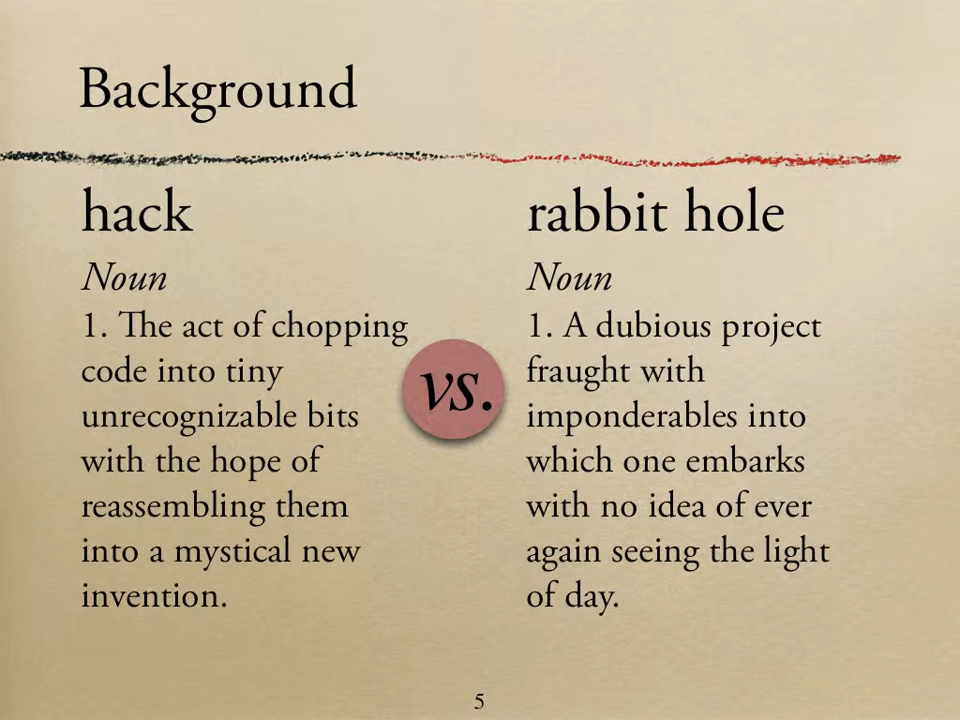 Background
hack
Noun
1. The act of chopping
code into tiny
unrecognizable bits
with the hope of
reassembling them
into a mystical new
invention.
vs.
rabbit hole
Noun
1. A dubious project
fraught with
imponderables into
which one embarks
with no idea of ever
again seeing the light
of day.
5